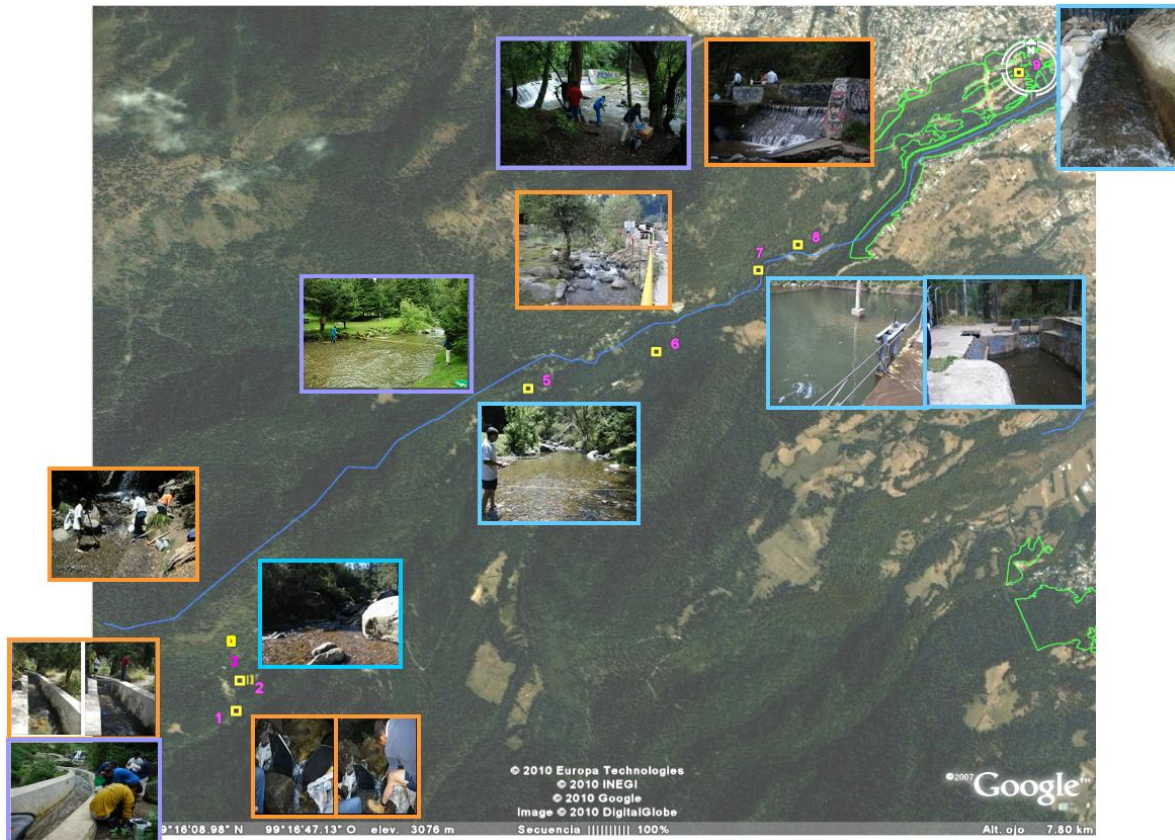 N
9
8
7
6
5
3
2
1
© 2010 Europa Technologies
© 2010 INEGI
© 2010 Google
Image © 2010 DigitalGlobe
©2007 Google™
9°16'08.98" N 99°16'47.13" O elev. 3076 m Secuencia |||||||||| 100% Alt. ojo 7.80 km